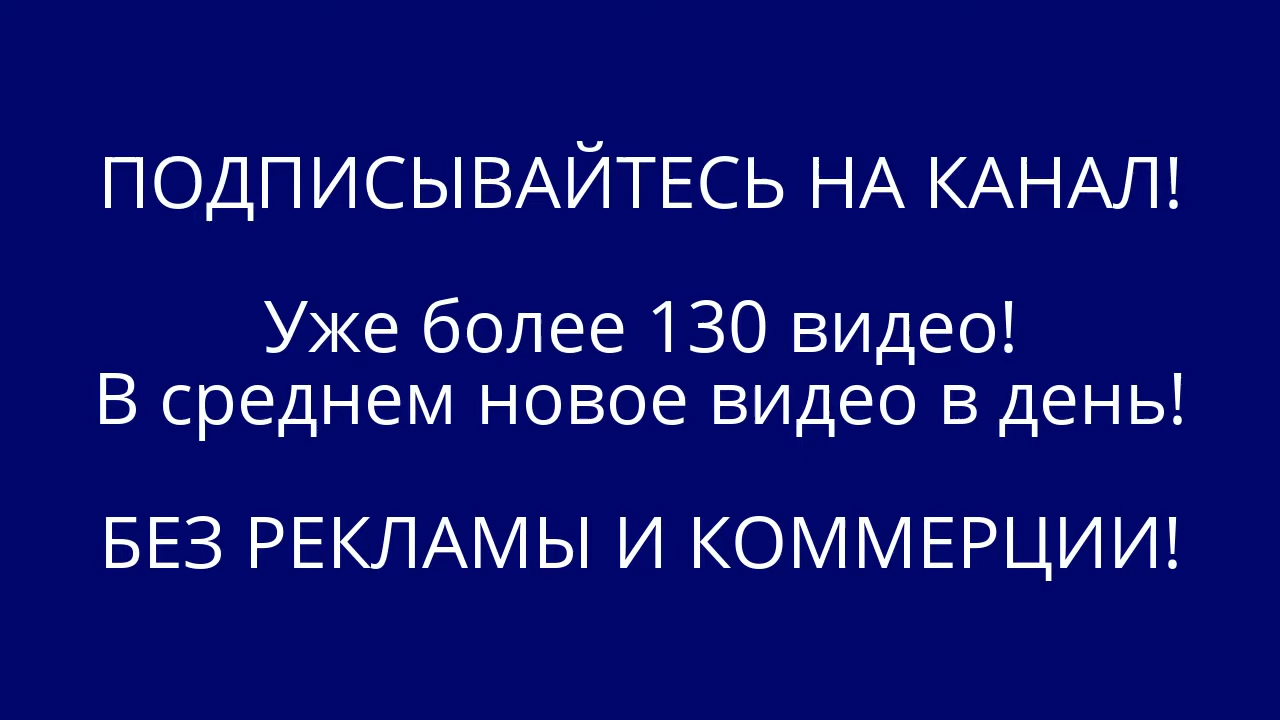 ПОДПИСЫВАЙТЕСЬ НА КАНАЛ!
Уже более 130 видео!
В среднем новое видео в день!
БЕЗ РЕКЛАМЫ И КОММЕРЦИИ!